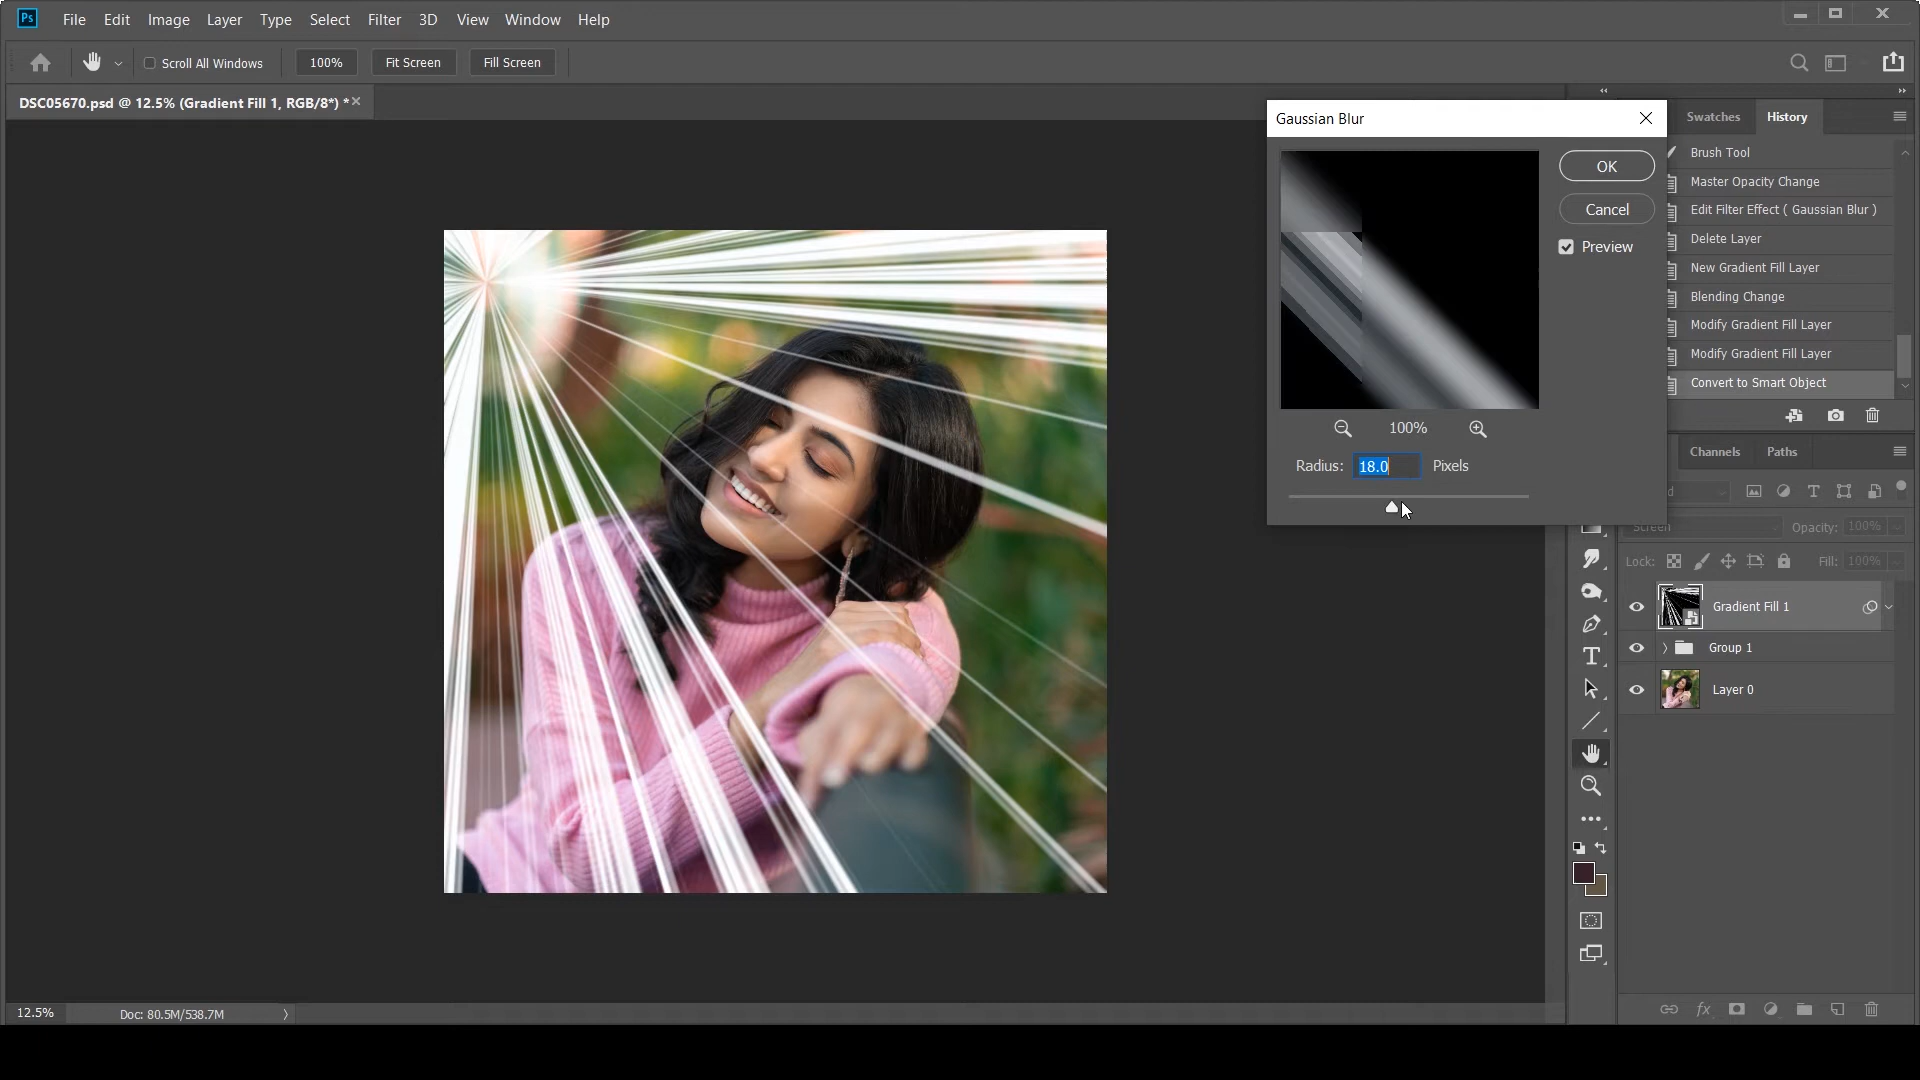 Ps File Edit Image Layer Type Select Filter 3D View Window Help
Scroll All Windows 100% Fit Screen Fill Screen
DSC05670.psd @ 12.5% (Gradient Fill 1, RGB/8*) *
Gaussian Blur
OK
Cancel
Preview
100%
Radius: 18.0 Pixels
Swatches History
Brush Tool
Master Opacity Change
Edit Filter Effect ( Gaussian Blur )
Delete Layer
New Gradient Fill Layer
Blending Change
Modify Gradient Fill Layer
Modify Gradient Fill Layer
Convert to Smart Object
Channels Paths
Screen Opacity: 100%
Lock: Fill: 100%
Gradient Fill 1
Group 1
Layer 0
12.5% Doc: 80.5M/538.7M